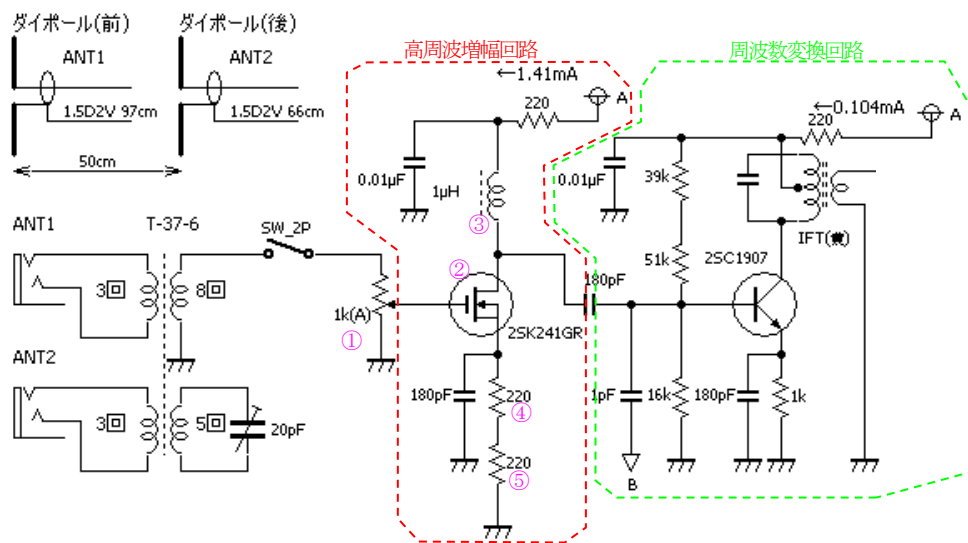 ダイポール(前)
ANT1
1.5D2V 97cm
ダイポール(後)
ANT2
1.5D2V 66cm
50cm
高周波増幅回路
←1.41mA
220
A
0.01μF
1μH
③
②
180pF
2SK241GR
180pF
220
④
220
⑤
周波数変換回路
←0.104mA
220
A
0.01μF
39k
51k
2SC1907
IFT(黄)
1pF
16k
180pF
1k
B
ANT1
T-37-6
SW_2P
3回
8回
1k(A)
①
ANT2
3回
5回
20pF